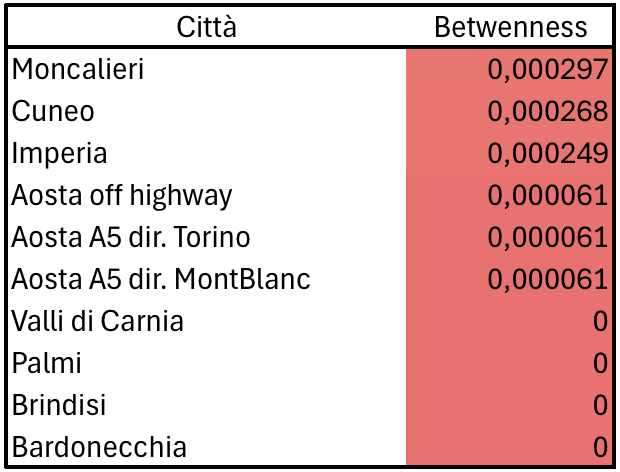 Città Betwenness
Moncalieri 0,000297
Cuneo 0,000268
Imperia 0,000249
Aosta off highway 0,000061
Aosta A5 dir. Torino 0,000061
Aosta A5 dir. MontBlanc 0,000061
Valli di Carnia 0
Palmi 0
Brindisi 0
Bardonecchia 0